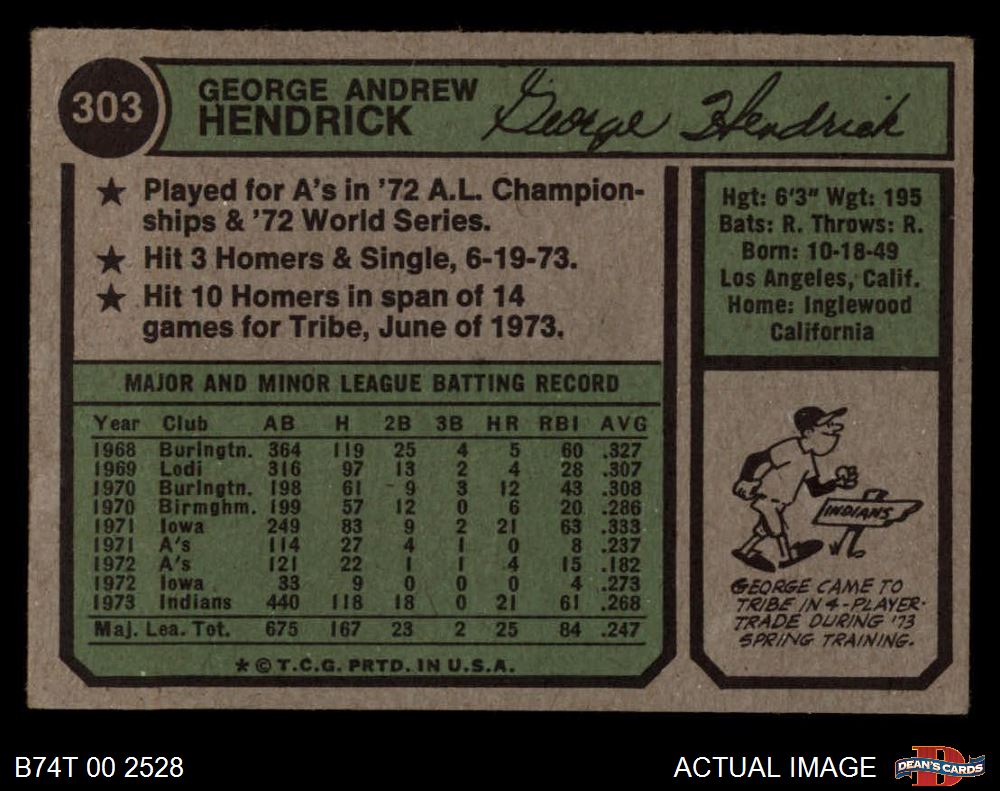 303
GEORGE ANDREW
HENDRICK
George Hendrick
★ Played for A's in '72 A.L. Champion-
ships & '72 World Series.
★ Hit 3 Homers & Single, 6-19-73.
★ Hit 10 Homers in span of 14
games for Tribe, June of 1973.
Hgt: 6'3" Wgt: 195
Bats: R. Throws: R.
Born: 10-18-49
Los Angeles, Calif.
Home: Inglewood
California
MAJOR AND MINOR LEAGUE BATTING RECORD
Year Club AB H 2B 3B HR RBI AVG
1968 Burlngtn. 364 119 25 4 5 60 .327
1969 Lodi 316 97 13 2 4 28 .307
1970 Burlngtn. 198 61 9 3 12 43 .308
1970 Birmghm. 199 57 12 0 6 20 .286
1971 Iowa 249 83 9 2 21 63 .333
1971 A's 114 27 4 1 0 8 .237
1972 A's 121 22 1 1 4 15 .182
1972 Iowa 33 9 0 0 0 4 .273
1973 Indians 440 118 18 0 21 61 .268
Maj. Lea. Tot. 675 167 23 2 25 84 .247
* © T.C.G. PRTD. IN U.S.A.
INDIANS
GEORGE CAME TO
TRIBE IN 4-PLAYER
TRADE DURING '73
SPRING TRAINING.
B74T 00 2528
ACTUAL IMAGE
D
DEAN'S CARDS